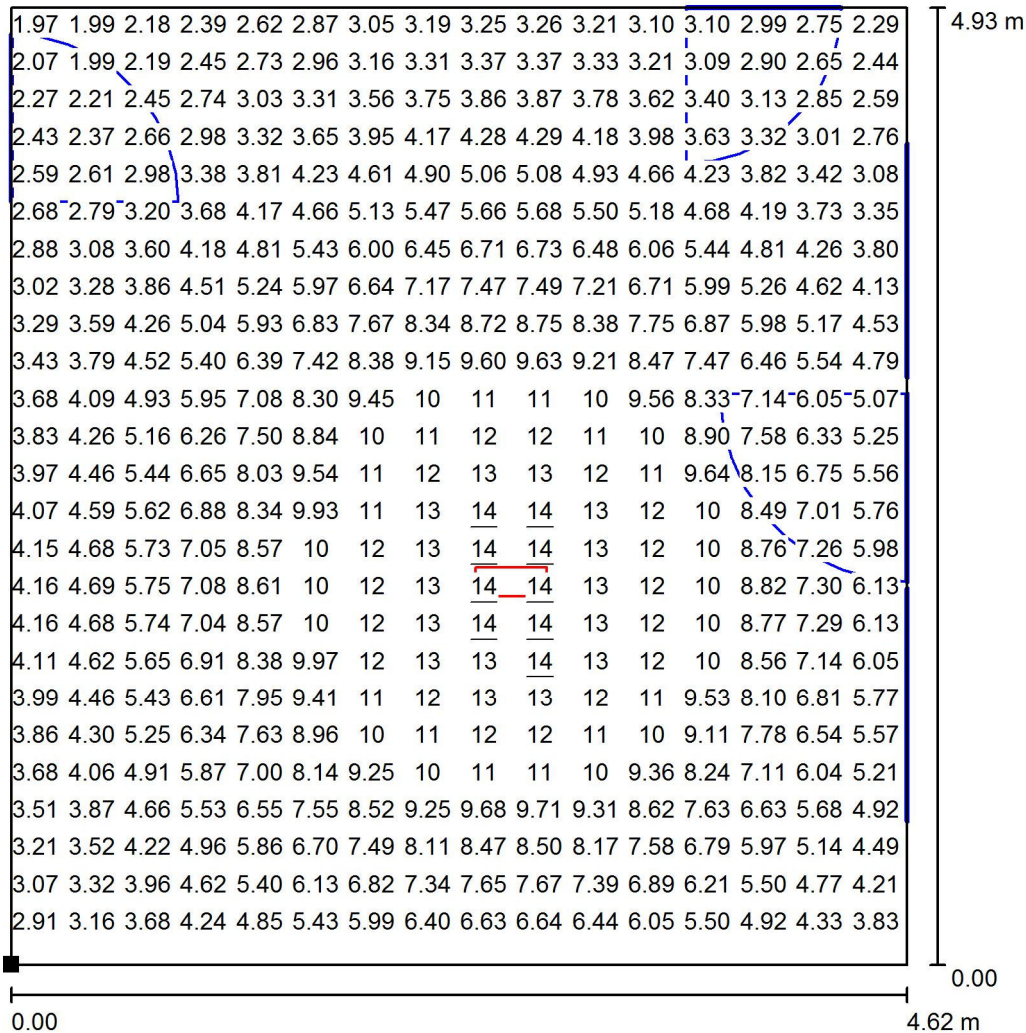 1.97 1.99 2.18 2.39 2.62 2.87 3.05 3.19 3.25 3.26 3.21 3.10 3.10 2.99 2.75 2.29 4.93 m
2.07 1.99 2.19 2.45 2.73 2.96 3.16 3.31 3.37 3.37 3.33 3.21 3.09 2.90 2.65 2.44
2.27 2.21 2.45 2.74 3.03 3.31 3.56 3.75 3.86 3.87 3.78 3.62 3.40 3.13 2.85 2.59
2.43 2.37 2.66 2.98 3.32 3.65 3.95 4.17 4.28 4.29 4.18 3.98 3.63 3.32 3.01 2.76
2.59 2.61 2.98 3.38 3.81 4.23 4.61 4.90 5.06 5.08 4.93 4.66 4.23 3.82 3.42 3.08
2.68 2.79 3.20 3.68 4.17 4.66 5.13 5.47 5.66 5.68 5.50 5.18 4.68 4.19 3.73 3.35
2.88 3.08 3.60 4.18 4.81 5.43 6.00 6.45 6.71 6.73 6.48 6.06 5.44 4.81 4.26 3.80
3.02 3.28 3.86 4.51 5.24 5.97 6.64 7.17 7.47 7.49 7.21 6.71 5.99 5.26 4.62 4.13
3.29 3.59 4.26 5.04 5.93 6.83 7.67 8.34 8.72 8.75 8.38 7.75 6.87 5.98 5.17 4.53
3.43 3.79 4.52 5.40 6.39 7.42 8.38 9.15 9.60 9.63 9.21 8.47 7.47 6.46 5.54 4.79
3.68 4.09 4.93 5.95 7.08 8.30 9.45 10 11 11 10 9.56 8.33 7.14 6.05 5.07
3.83 4.26 5.16 6.26 7.50 8.84 10 11 12 12 11 10 8.90 7.58 6.33 5.25
3.97 4.46 5.44 6.65 8.03 9.54 11 12 13 13 12 11 9.64 8.15 6.75 5.56
4.07 4.59 5.62 6.88 8.34 9.93 11 13 14 14 13 12 10 8.49 7.01 5.76
4.15 4.68 5.73 7.05 8.57 10 12 13 14 14 13 12 10 8.76 7.26 5.98
4.16 4.69 5.75 7.08 8.61 10 12 13 14 14 13 12 10 8.82 7.30 6.13
4.16 4.68 5.74 7.04 8.57 10 12 13 14 14 13 12 10 8.77 7.29 6.13
4.11 4.62 5.65 6.91 8.38 9.97 12 13 13 14 13 12 10 8.56 7.14 6.05
3.99 4.46 5.43 6.61 7.95 9.41 11 12 13 13 12 11 9.53 8.10 6.81 5.77
3.86 4.30 5.25 6.34 7.63 8.96 10 11 12 12 11 10 9.11 7.78 6.54 5.57
3.68 4.06 4.91 5.87 7.00 8.14 9.25 10 11 11 10 9.36 8.24 7.11 6.04 5.21
3.51 3.87 4.66 5.53 6.55 7.55 8.52 9.25 9.68 9.71 9.31 8.62 7.63 6.63 5.68 4.92
3.21 3.52 4.22 4.96 5.86 6.70 7.49 8.11 8.47 8.50 8.17 7.58 6.79 5.97 5.14 4.49
3.07 3.32 3.96 4.62 5.40 6.13 6.82 7.34 7.65 7.67 7.39 6.89 6.21 5.50 4.77 4.21
2.91 3.16 3.68 4.24 4.85 5.43 5.99 6.40 6.63 6.64 6.44 6.05 5.50 4.92 4.33 3.83
0.00
0.00 4.62 m